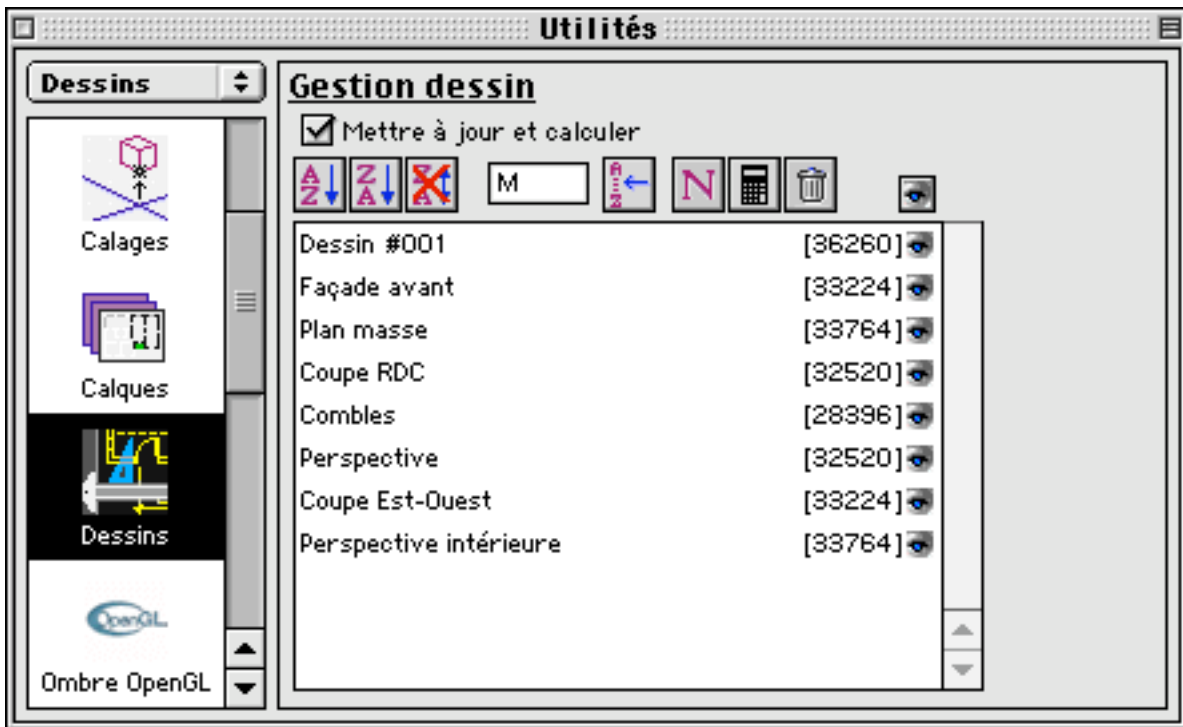 Utilités
Dessins
Gestion dessin
Mettre à jour et calculer
A Z
Z A
Z A
M
A Z
N
Calages
Calques
Dessins
OpenGL
Ombre OpenGL
Dessin #001 [36260]
Façade avant [33224]
Plan masse [33764]
Coupe RDC [32520]
Combles [28396]
Perspective [32520]
Coupe Est-Ouest [33224]
Perspective intérieure [33764]